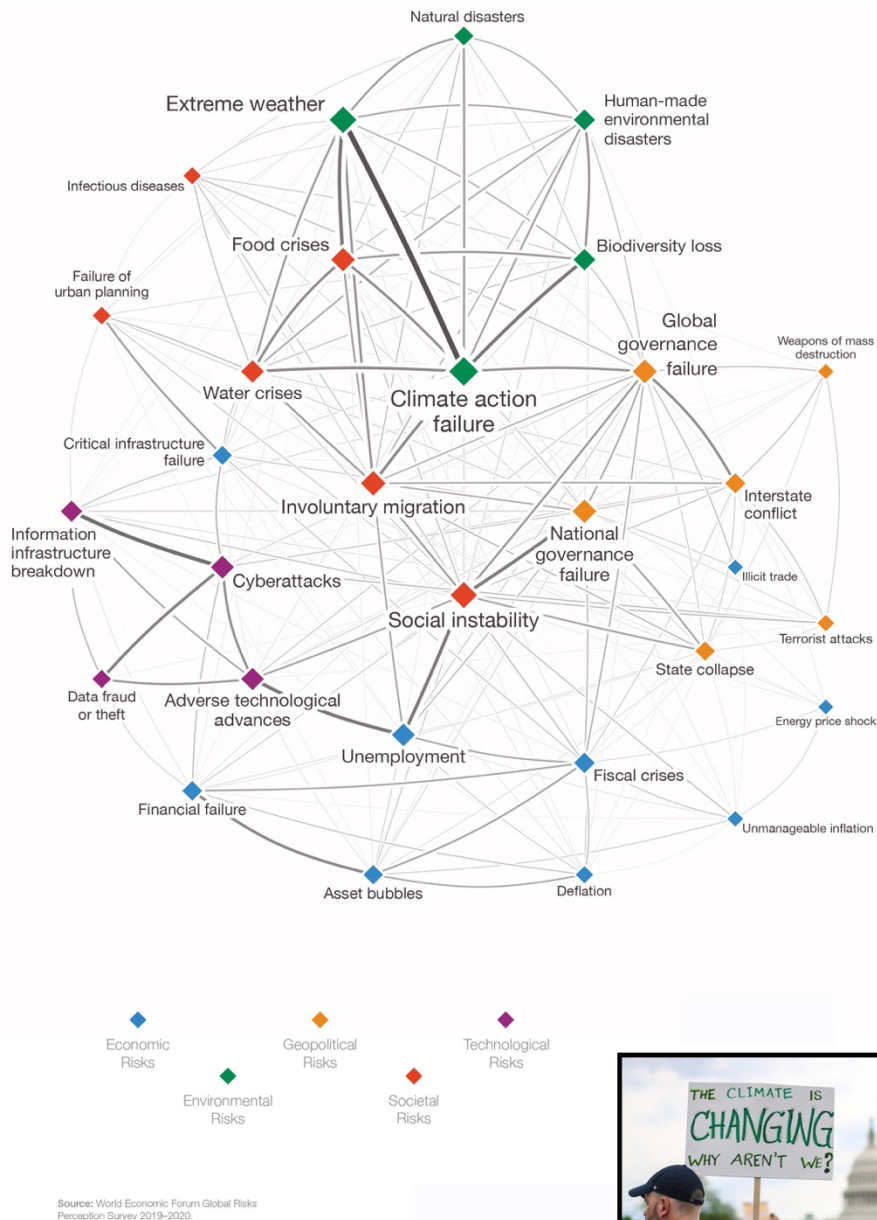 Natural disasters
Extreme weather
Human-made
environmental
disasters
Infectious diseases
Food crises
Biodiversity loss
Failure of
urban planning
Global
governance
failure
Weapons of mass
destruction
Water crises
Climate action
failure
Critical infrastructure
failure
Involuntary migration
Interstate
conflict
Information
infrastructure
breakdown
National
governance
failure
Cyberattacks
Illicit trade
Social instability
Terrorist attacks
State collapse
Data fraud
or theft
Adverse technological
advances
Energy price shock
Unemployment
Fiscal crises
Financial failure
Unmanageable inflation
Asset bubbles
Deflation
Economic
Risks
Geopolitical
Risks
Technological
Risks
Environmental
Risks
Societal
Risks
THE CLIMATE IS
CHANGING
WHY AREN'T WE?
Source: World Economic Forum Global Risks
Perception Survey 2019–2020.